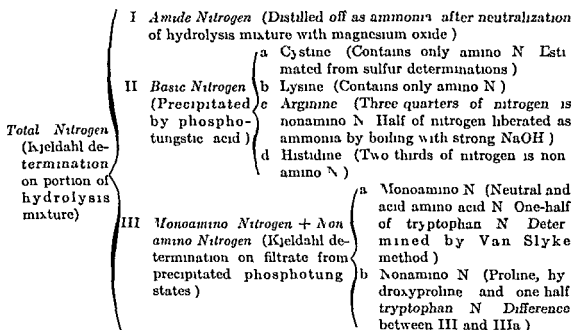 I Amide Nitrogen (Distilled off as ammonia after neutralization
of hydrolysis mixture with magnesium oxide )
a Cystine (Contains only amino N Esti
mated from sulfur determinations )
II Basic Nitrogen
(Precipitated
by phospho-
tungstic acid )
b Lysine (Contains only amino N )
c Arginine (Three quarters of nitrogen is
nonamino N Half of nitrogen liberated as
ammonia by boiling with strong NaOH )
d Histidine (Two thirds of nitrogen is non
amino N )
Total Nitrogen
(Kjeldahl de-
termination
on portion of
hydrolysis
mixture)
III Monoamino Nitrogen + Non
amino Nitrogen (Kjeldahl de-
termination on filtrate from
precipitated phosphotung
states )
a Monoamino N (Neutral and
acid amino acid N One-half
of tryptophan N Deter
mined by Van Slyke
method )
b Nonamino N (Proline, hy
droxyproline and one half
tryptophan N Difference
between III and IIIa )